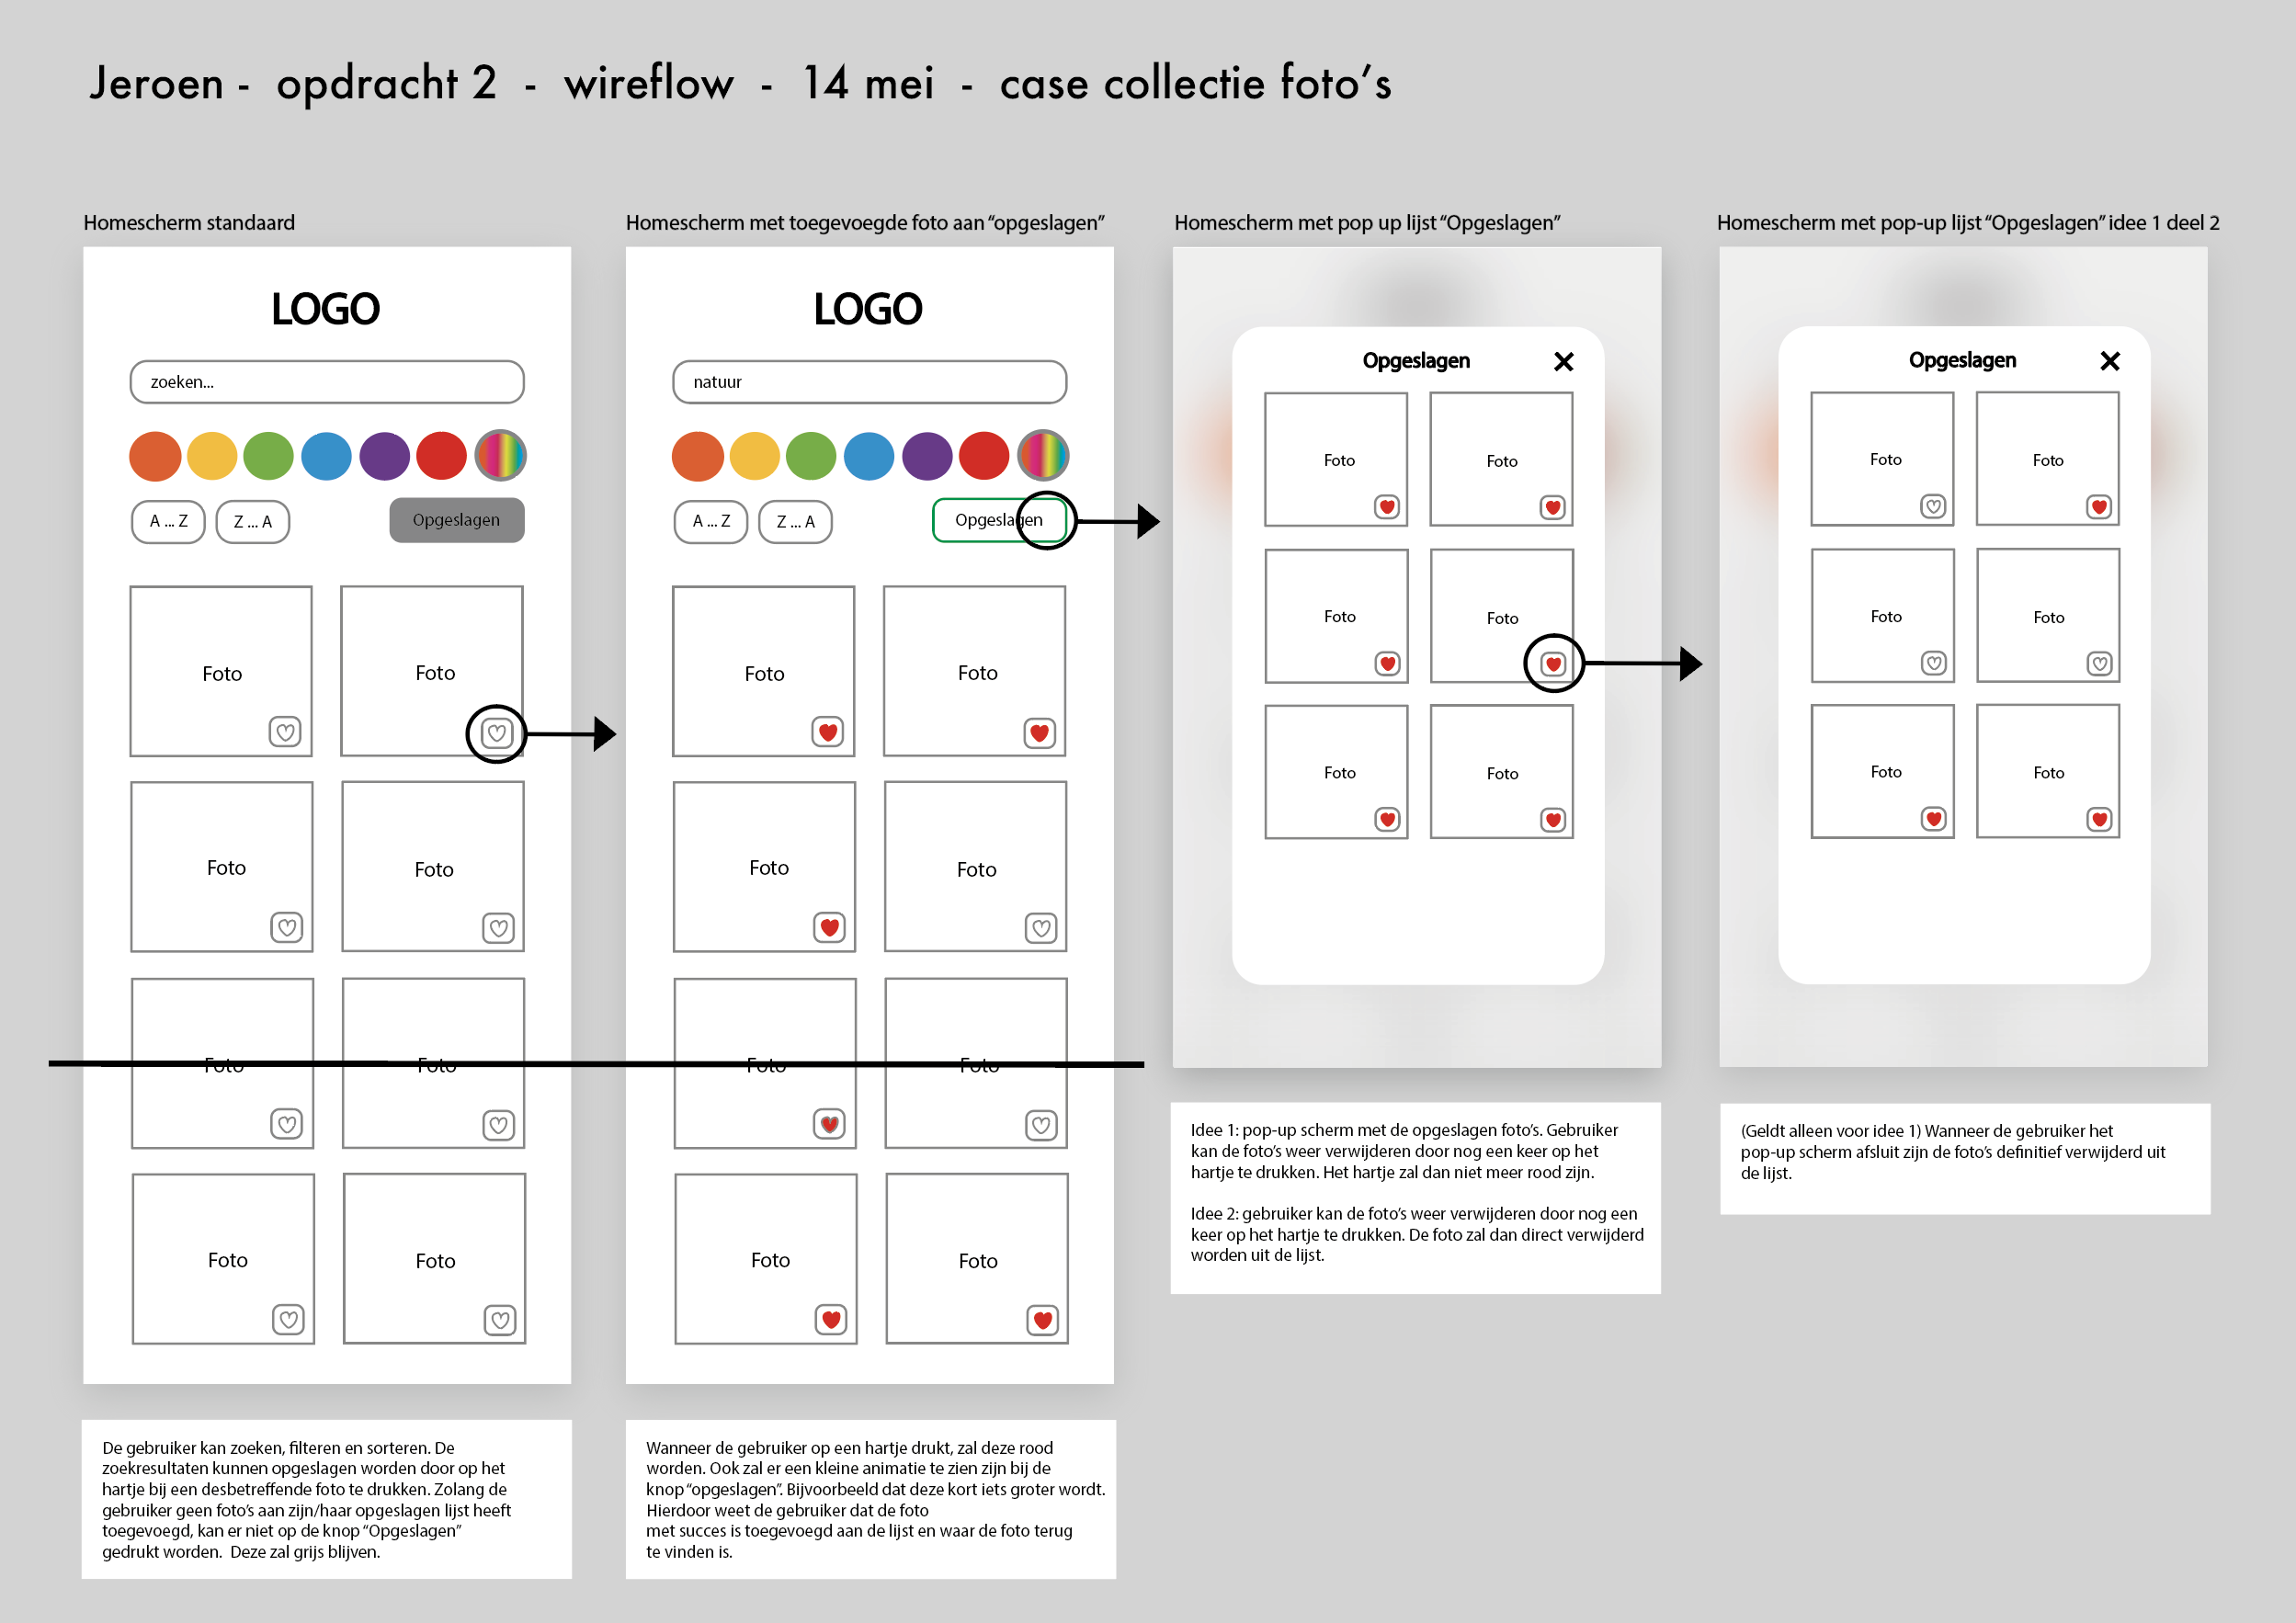 Jeroen - opdracht 2 - wireflow - 14 mei - case collectie foto's
Homescherm standaard
LOGO
zoeken...
A ... Z
Z ... A
Opgeslagen
Foto
Foto
Foto
Foto
Foto
Foto
Foto
Foto
De gebruiker kan zoeken, filteren en sorteren. De
zoekresultaten kunnen opgeslagen worden door op het
hartje bij een desbetreffende foto te drukken. Zolang de
gebruiker geen foto's aan zijn/haar opgeslagen lijst heeft
toegevoegd, kan er niet op de knop “Opgeslagen”
gedrukt worden. Deze zal grijs blijven.
Homescherm met toegevoegde foto aan “opgeslagen”
LOGO
natuur
A ... Z
Z ... A
Opgeslagen
Foto
Foto
Foto
Foto
Foto
Foto
Foto
Foto
Wanneer de gebruiker op een hartje drukt, zal deze rood
worden. Ook zal er een kleine animatie te zien zijn bij de
knop “opgeslagen”. Bijvoorbeeld dat deze kort iets groter wordt.
Hierdoor weet de gebruiker dat de foto
met succes is toegevoegd aan de lijst en waar de foto terug
te vinden is.
Homescherm met pop up lijst “Opgeslagen”
Opgeslagen
Foto
Foto
Foto
Foto
Foto
Foto
Idee 1: pop-up scherm met de opgeslagen foto's. Gebruiker
kan de foto's weer verwijderen door nog een keer op het
hartje te drukken. Het hartje zal dan niet meer rood zijn.
Idee 2: gebruiker kan de foto's weer verwijderen door nog een
keer op het hartje te drukken. De foto zal dan direct verwijderd
worden uit de lijst.
Homescherm met pop-up lijst “Opgeslagen” idee 1 deel 2
Opgeslagen
Foto
Foto
Foto
Foto
Foto
Foto
(Geldt alleen voor idee 1) Wanneer de gebruiker het
pop-up scherm afsluit zijn de foto's definitief verwijderd uit
de lijst.